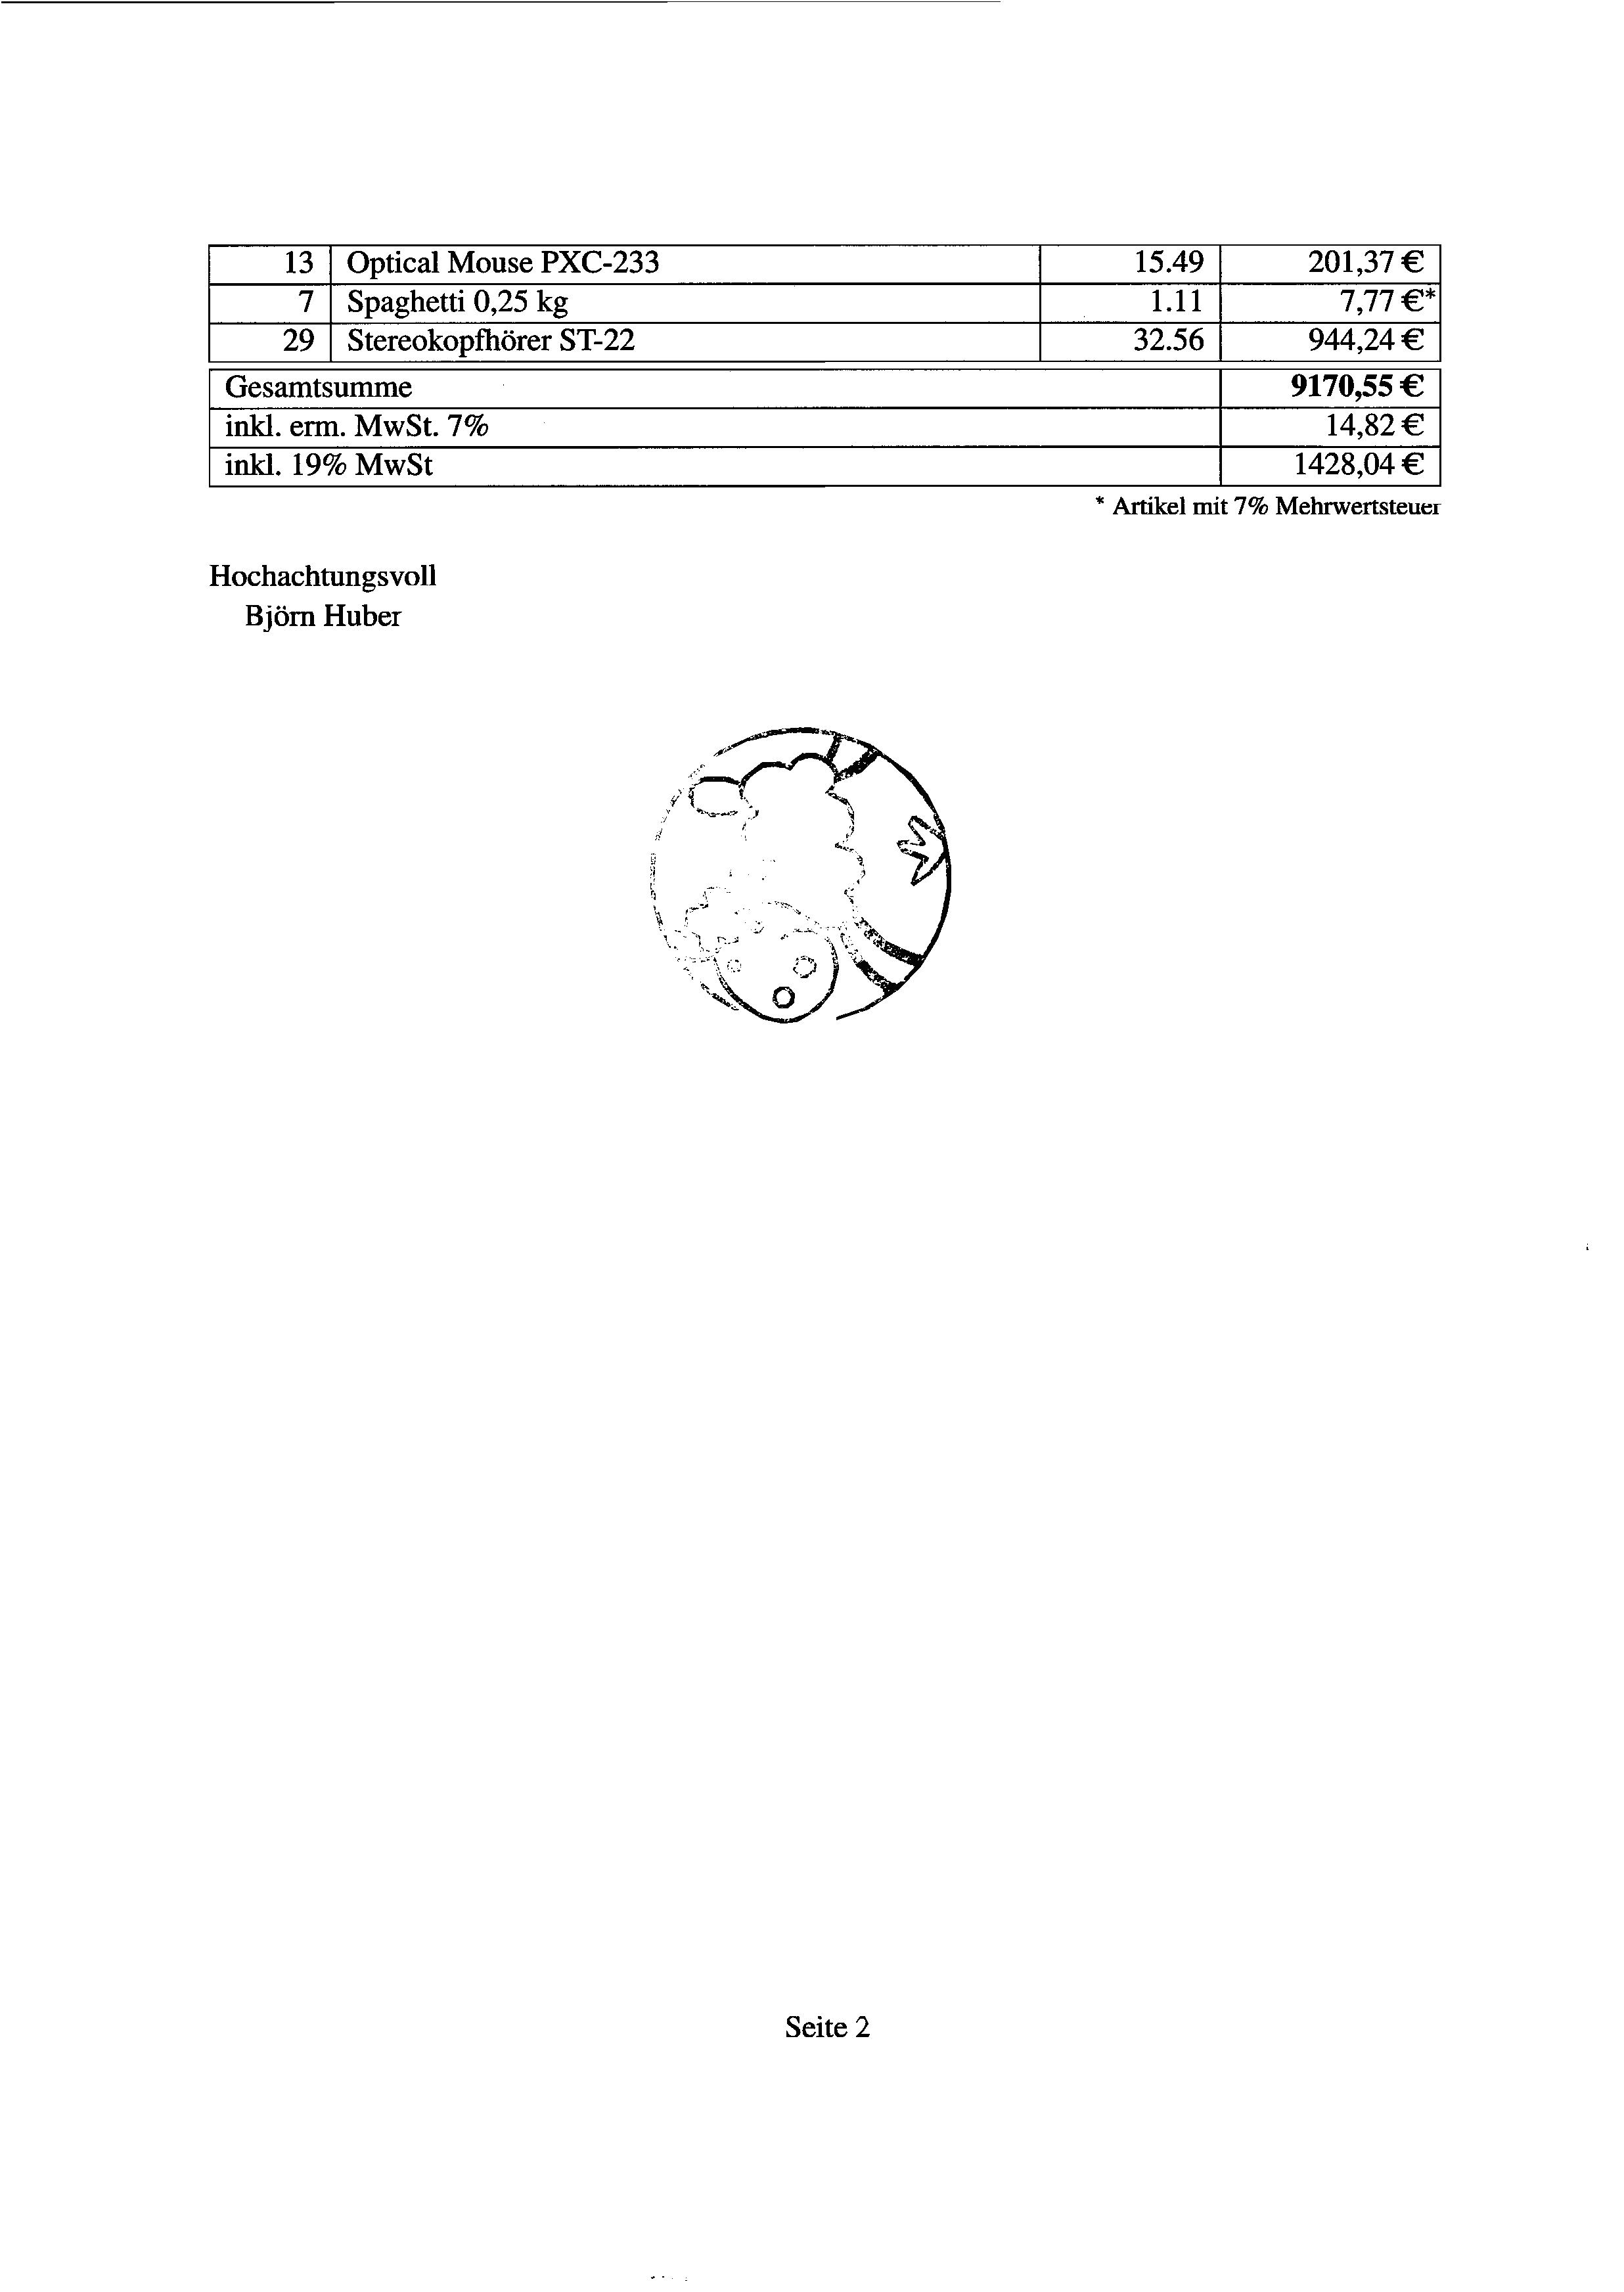 13 Optical Mouse PXC-233 15.49 201,37 €
7 Spaghetti 0,25 kg 1.11 7,77 €*
29 Stereokopfhörer ST-22 32.56 944,24 €
Gesamtsumme 9170,55 €
inkl. erm. MwSt. 7% 14,82 €
inkl. 19% MwSt 1428,04 €
* Artikel mit 7% Mehrwertsteuer
Hochachtungsvoll
Björn Huber
Seite 2